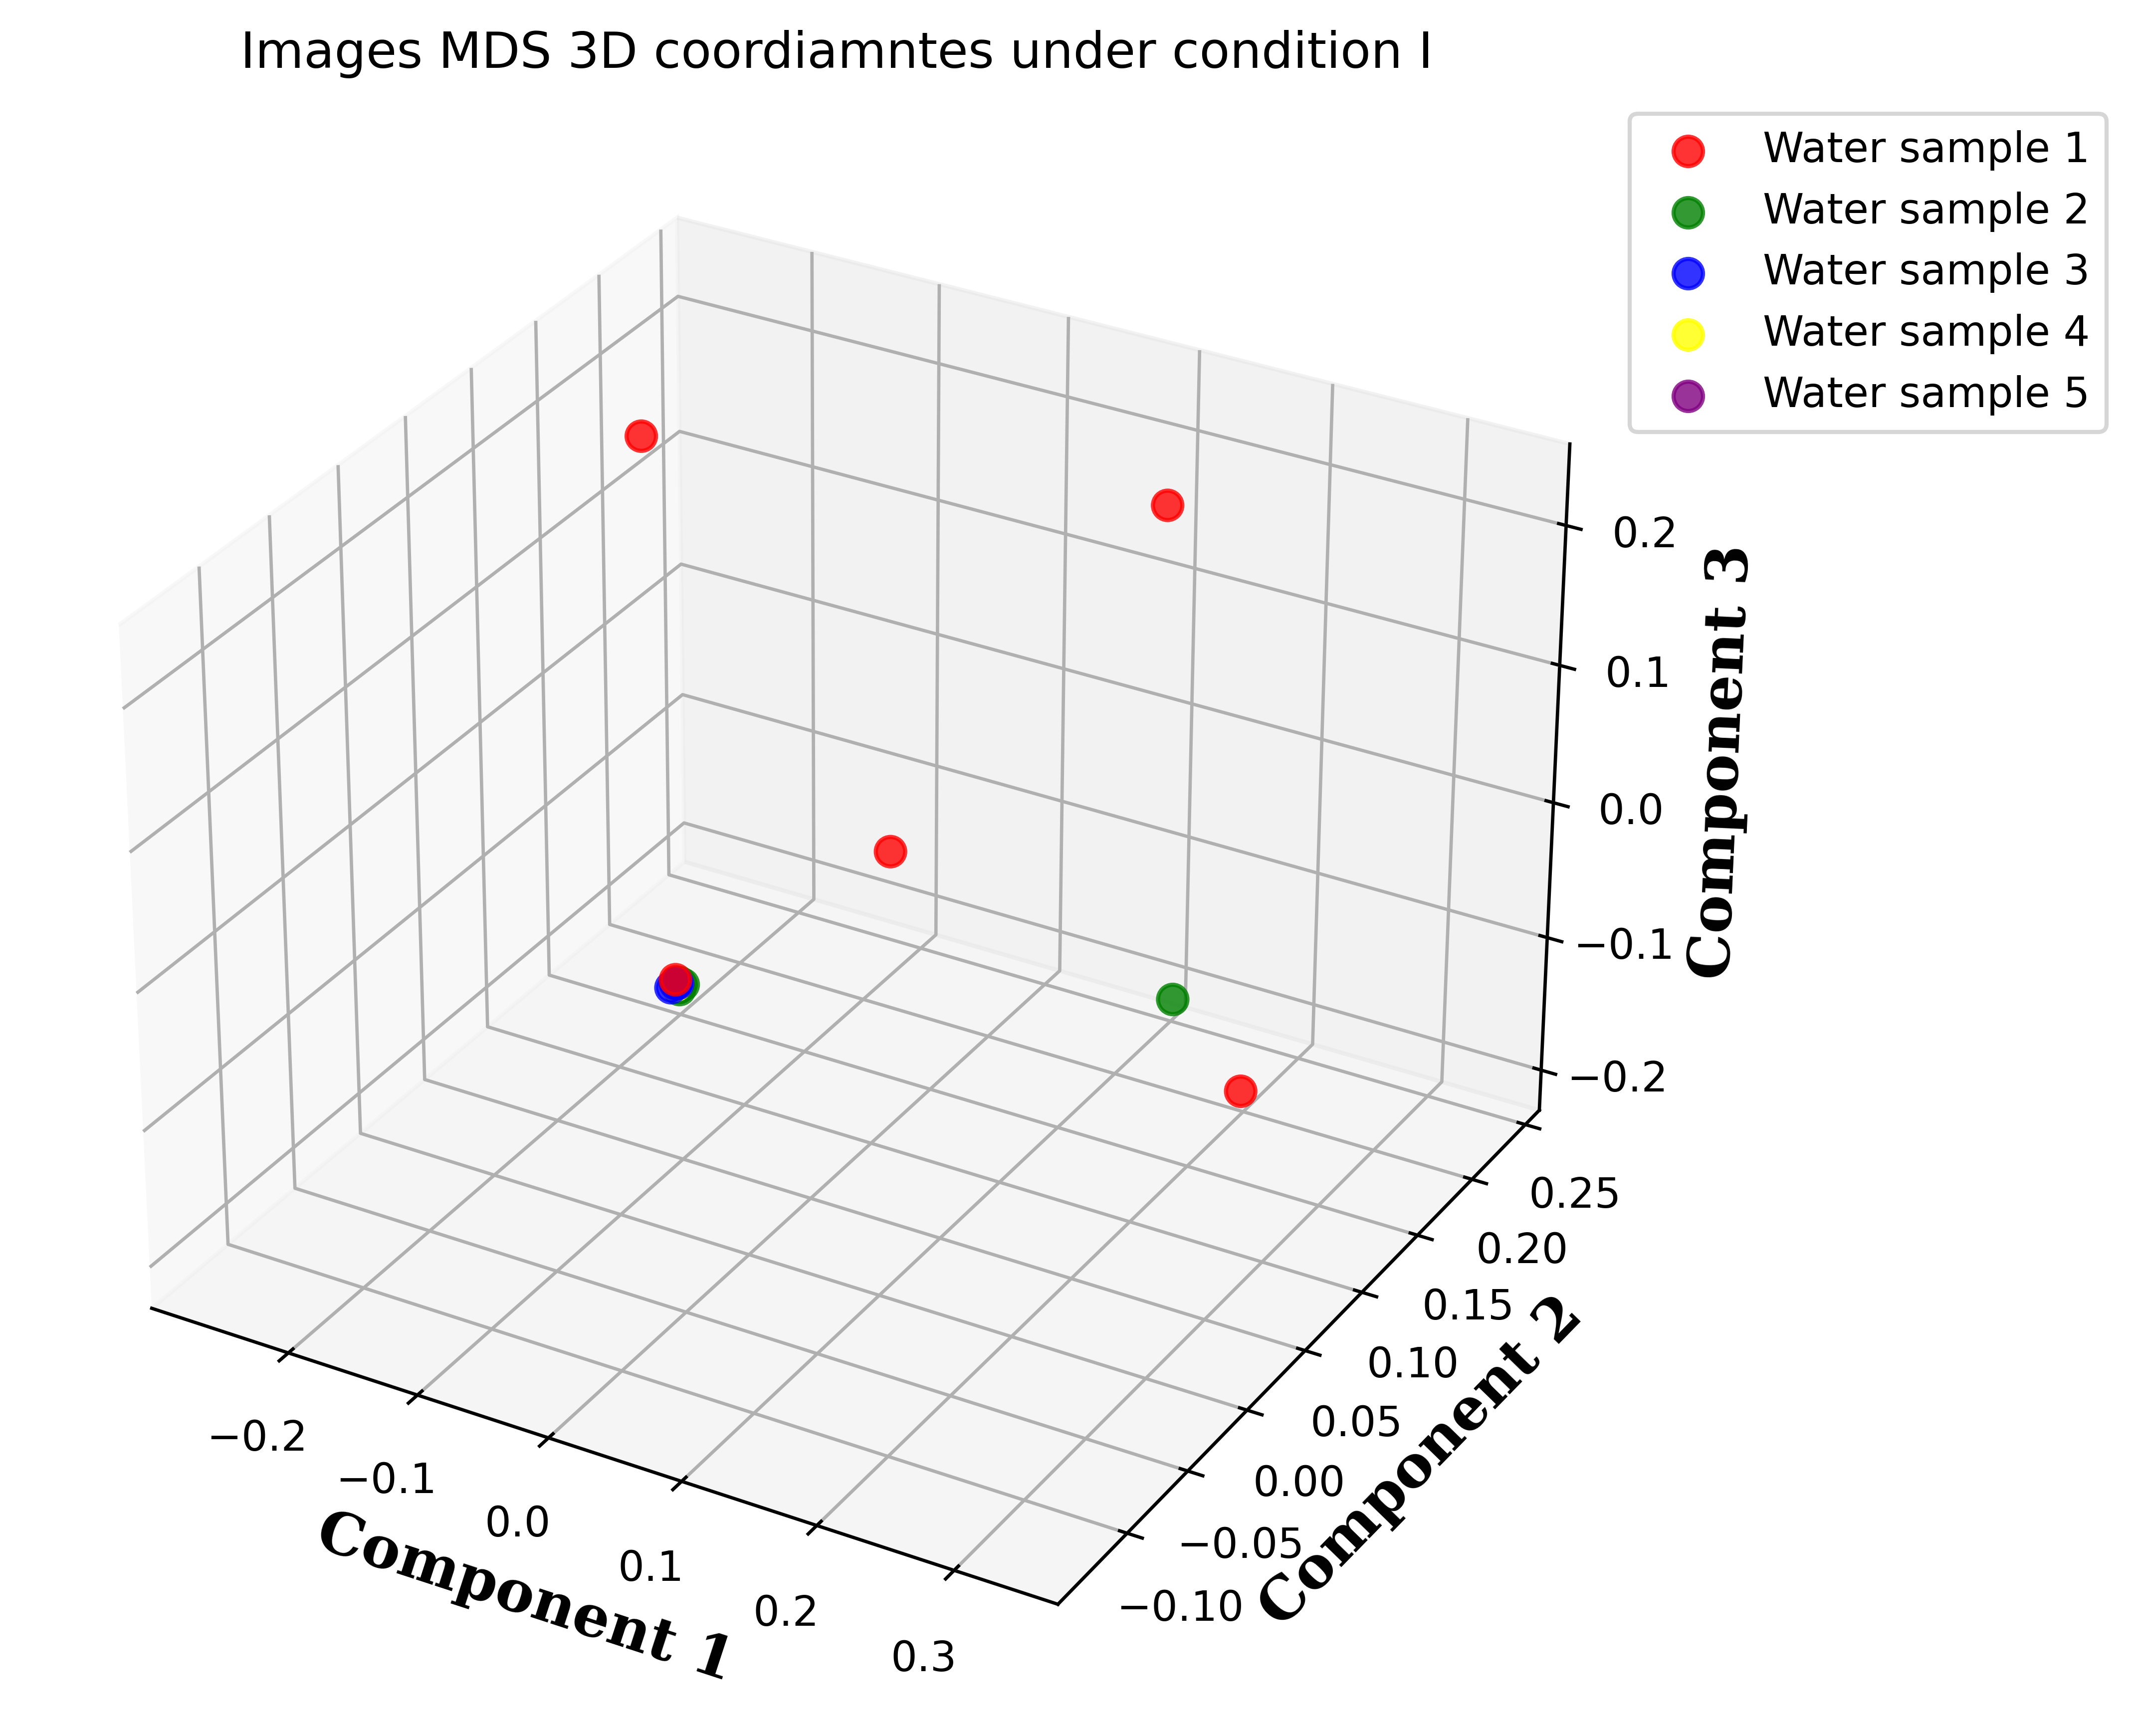 Images MDS 3D coordiamntes under condition I
Water sample 1
Water sample 2
Water sample 3
Water sample 4
Water sample 5
0.2
0.1
0.0
−0.1
−0.2
Component 3
0.25
0.20
0.15
0.10
0.05
0.00
−0.05
−0.10
Component 2
−0.2
−0.1
0.0
0.1
0.2
0.3
Component 1